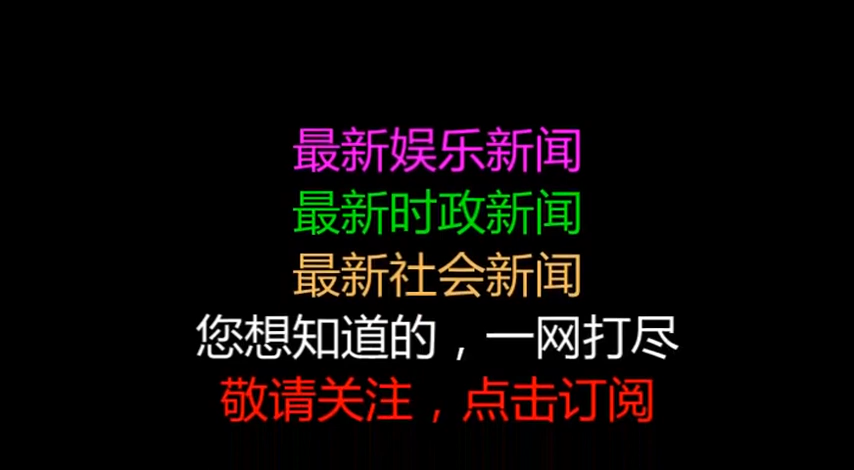 最新娱乐新闻
最新时政新闻
最新社会新闻
您想知道的，一网打尽
敬请关注，点击订阅